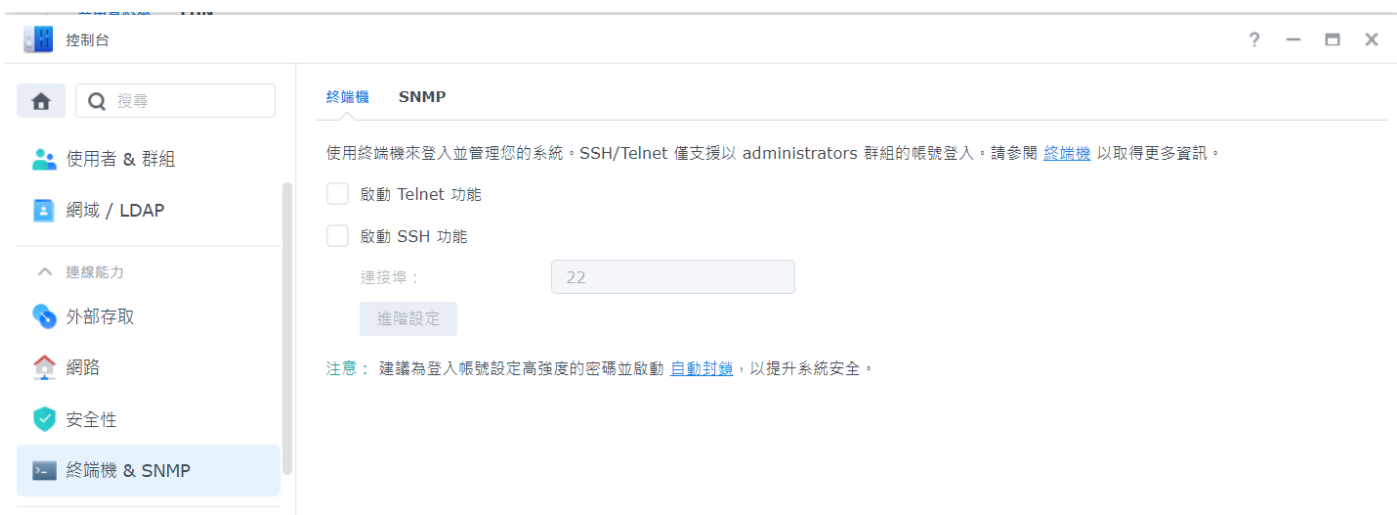 控制台
搜尋
使用者 & 群組
網域 / LDAP
連線能力
外部存取
網路
安全性
終端機 & SNMP
終端機 SNMP
使用終端機來登入並管理您的系統。SSH/Telnet 僅支援以 administrators 群組的帳號登入。請參閱 終端機 以取得更多資訊。
啟動 Telnet 功能
啟動 SSH 功能
連接埠： 22
進階設定
注意： 建議為登入帳號設定高強度的密碼並啟動 自動封鎖，以提升系統安全。